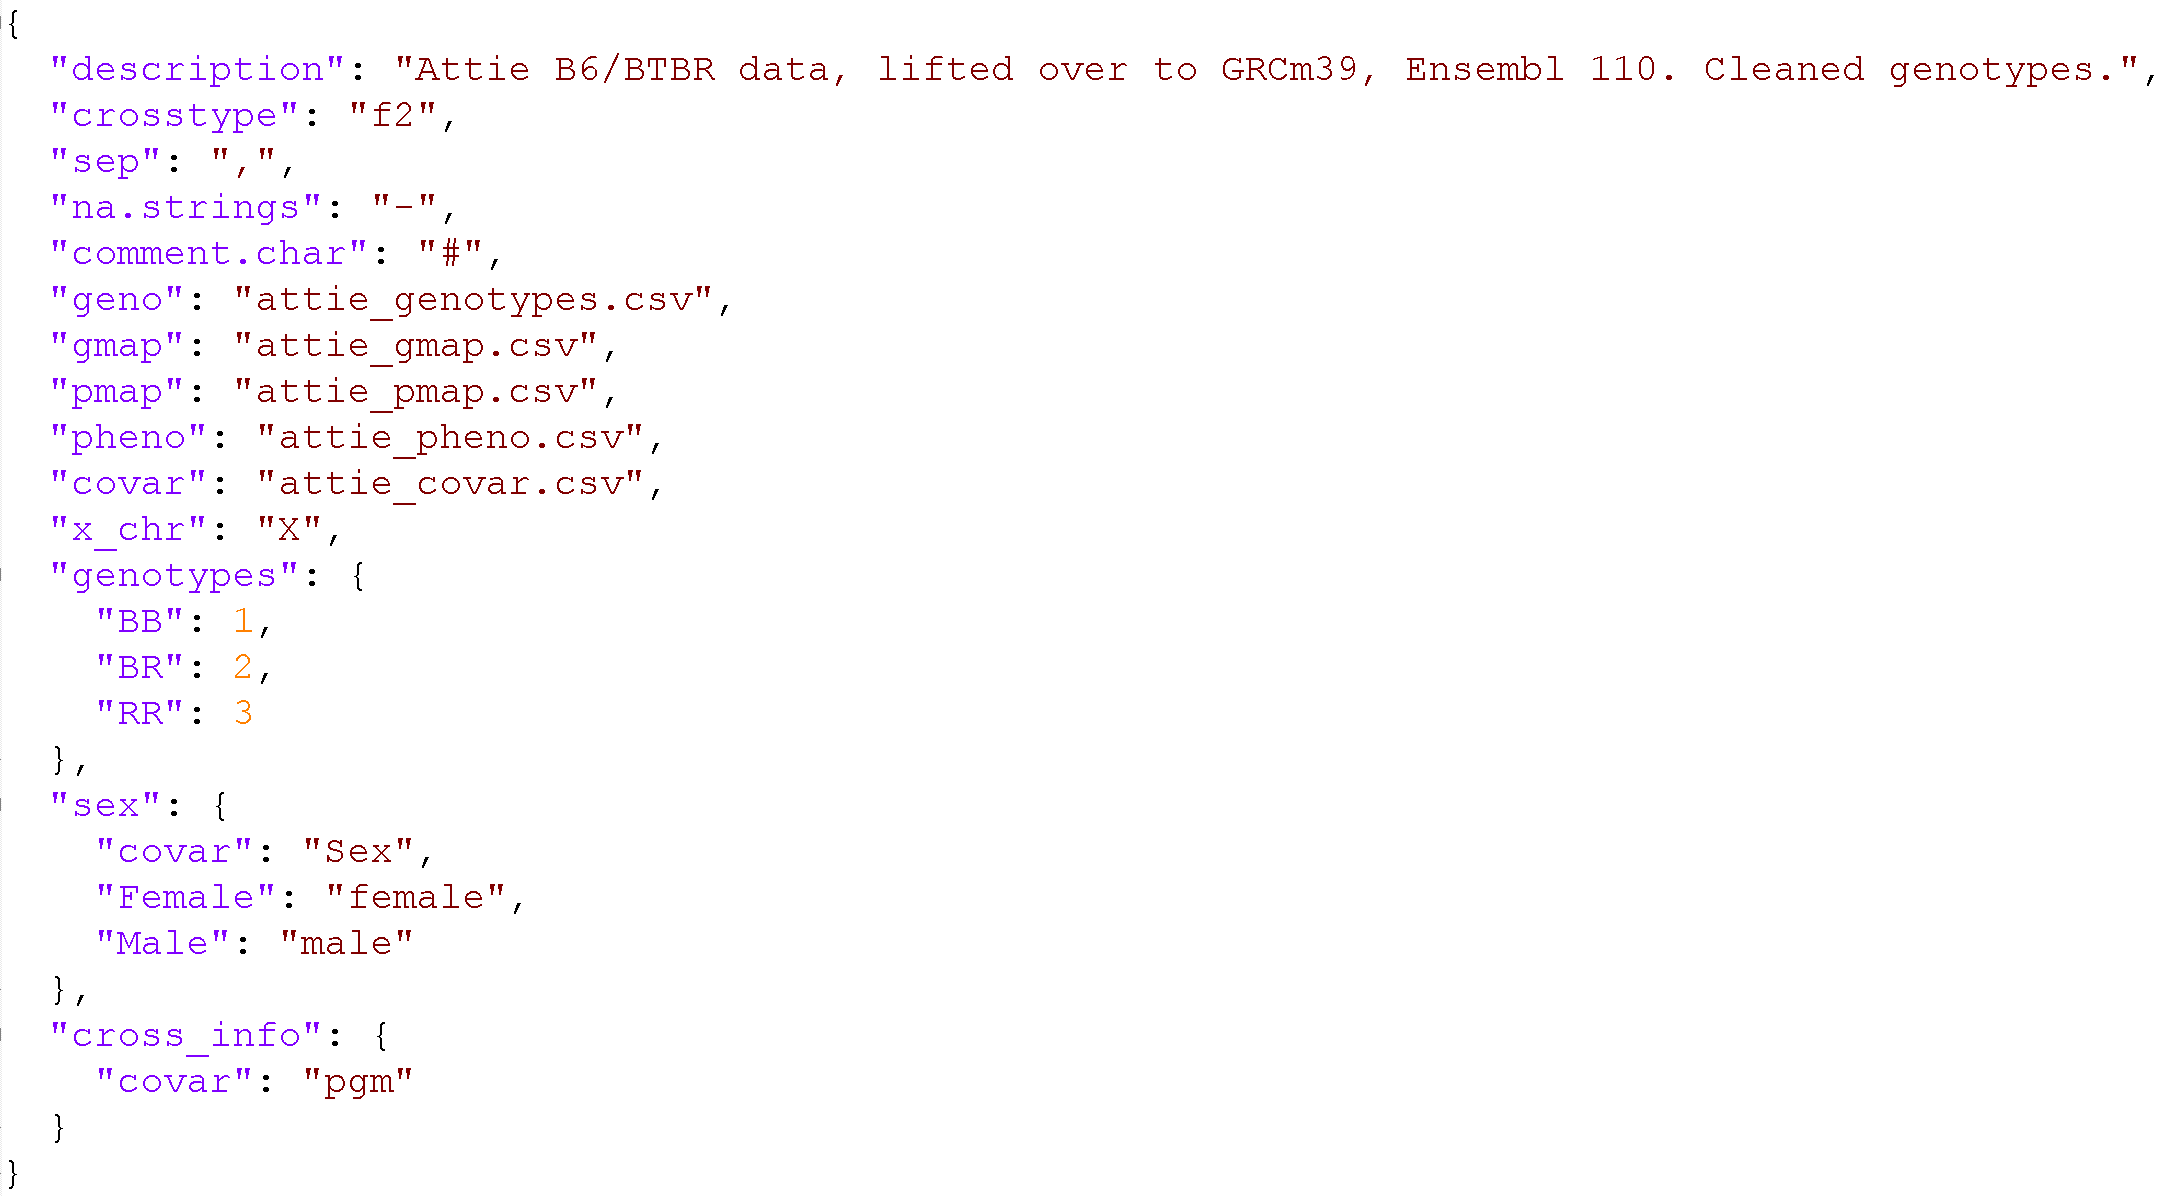 {
  "description": "Attie B6/BTBR data, lifted over to GRCm39, Ensembl 110. Cleaned genotypes.",
  "crosstype": "f2",
  "sep": ",",
  "na.strings": "-",
  "comment.char": "#",
  "geno": "attie_genotypes.csv",
  "gmap": "attie_gmap.csv",
  "pmap": "attie_pmap.csv",
  "pheno": "attie_pheno.csv",
  "covar": "attie_covar.csv",
  "x_chr": "X",
  "genotypes": {
    "BB": 1,
    "BR": 2,
    "RR": 3
  },
  "sex": {
    "covar": "Sex",
    "Female": "female",
    "Male": "male"
  },
  "cross_info": {
    "covar": "pgm"
  }
}